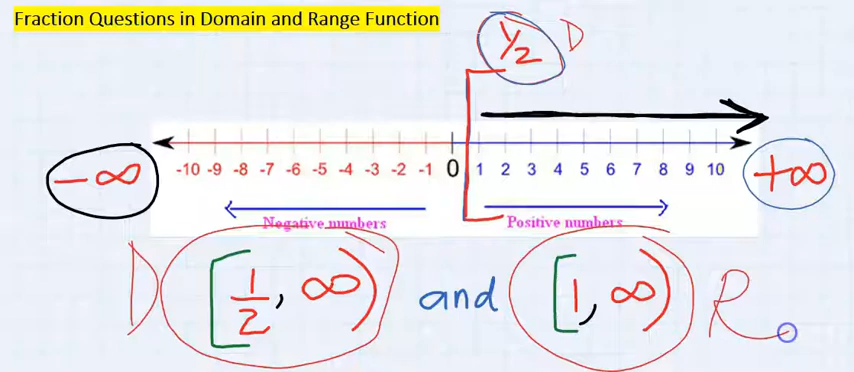 Fraction Questions in Domain and Range Function
1/2 D
-∞ -10 -9 -8 -7 -6 -5 -4 -3 -2 -1 0 1 2 3 4 5 6 7 8 9 10 +∞
Negative numbers Positive numbers
D [1/2, ∞) and [1, ∞) R